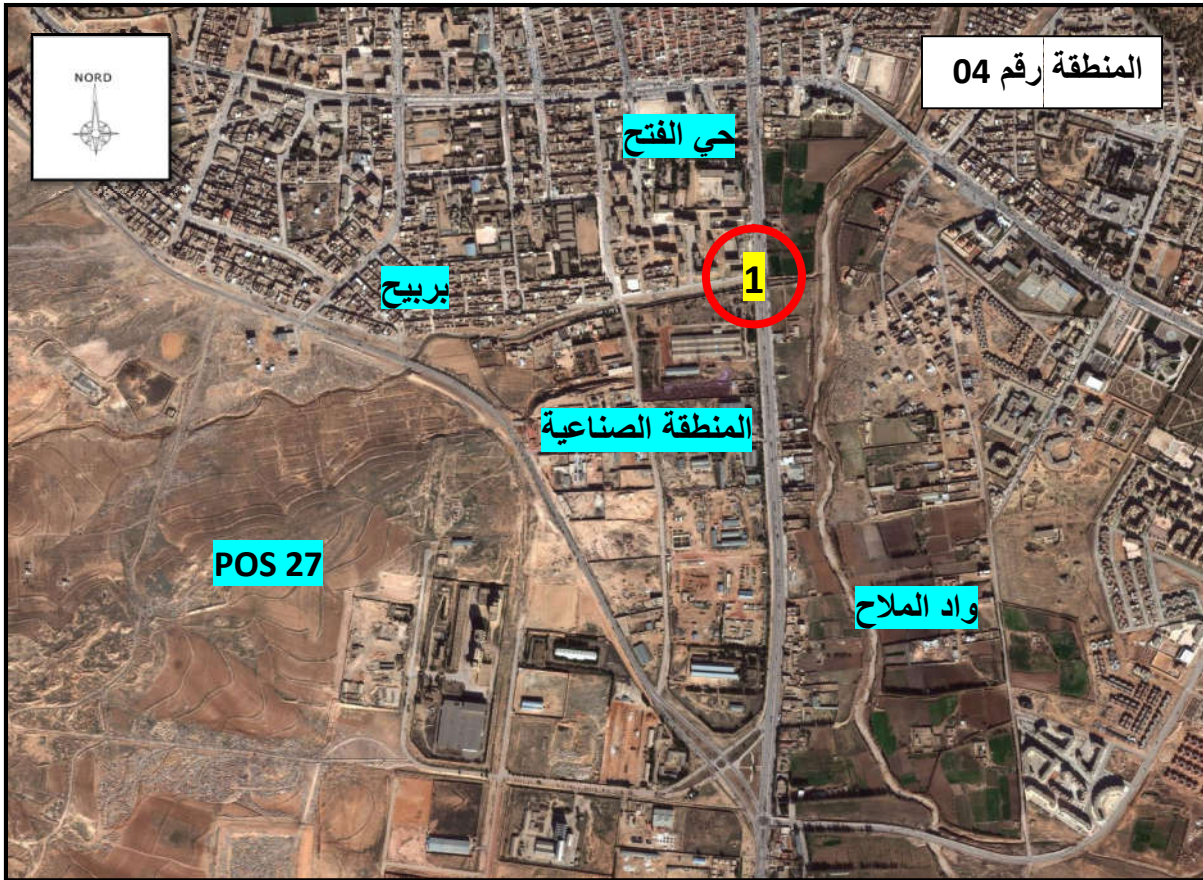 NORD
المنطقة رقم 04
حي الفتح
1
بربيح
المنطقة الصناعية
POS 27
واد الملاح